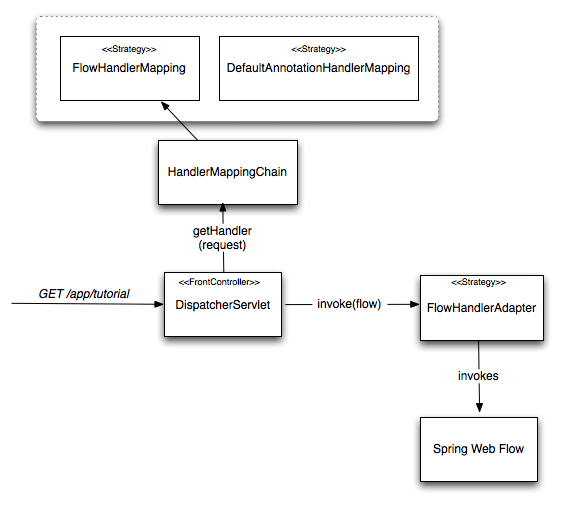 <<Strategy>>
FlowHandlerMapping
<<Strategy>>
DefaultAnnotationHandlerMapping
HandlerMappingChain
getHandler
(request)
GET /app/tutorial
<<FrontController>>
DispatcherServlet
invoke(flow)
<<Strategy>>
FlowHandlerAdapter
invokes
Spring Web Flow